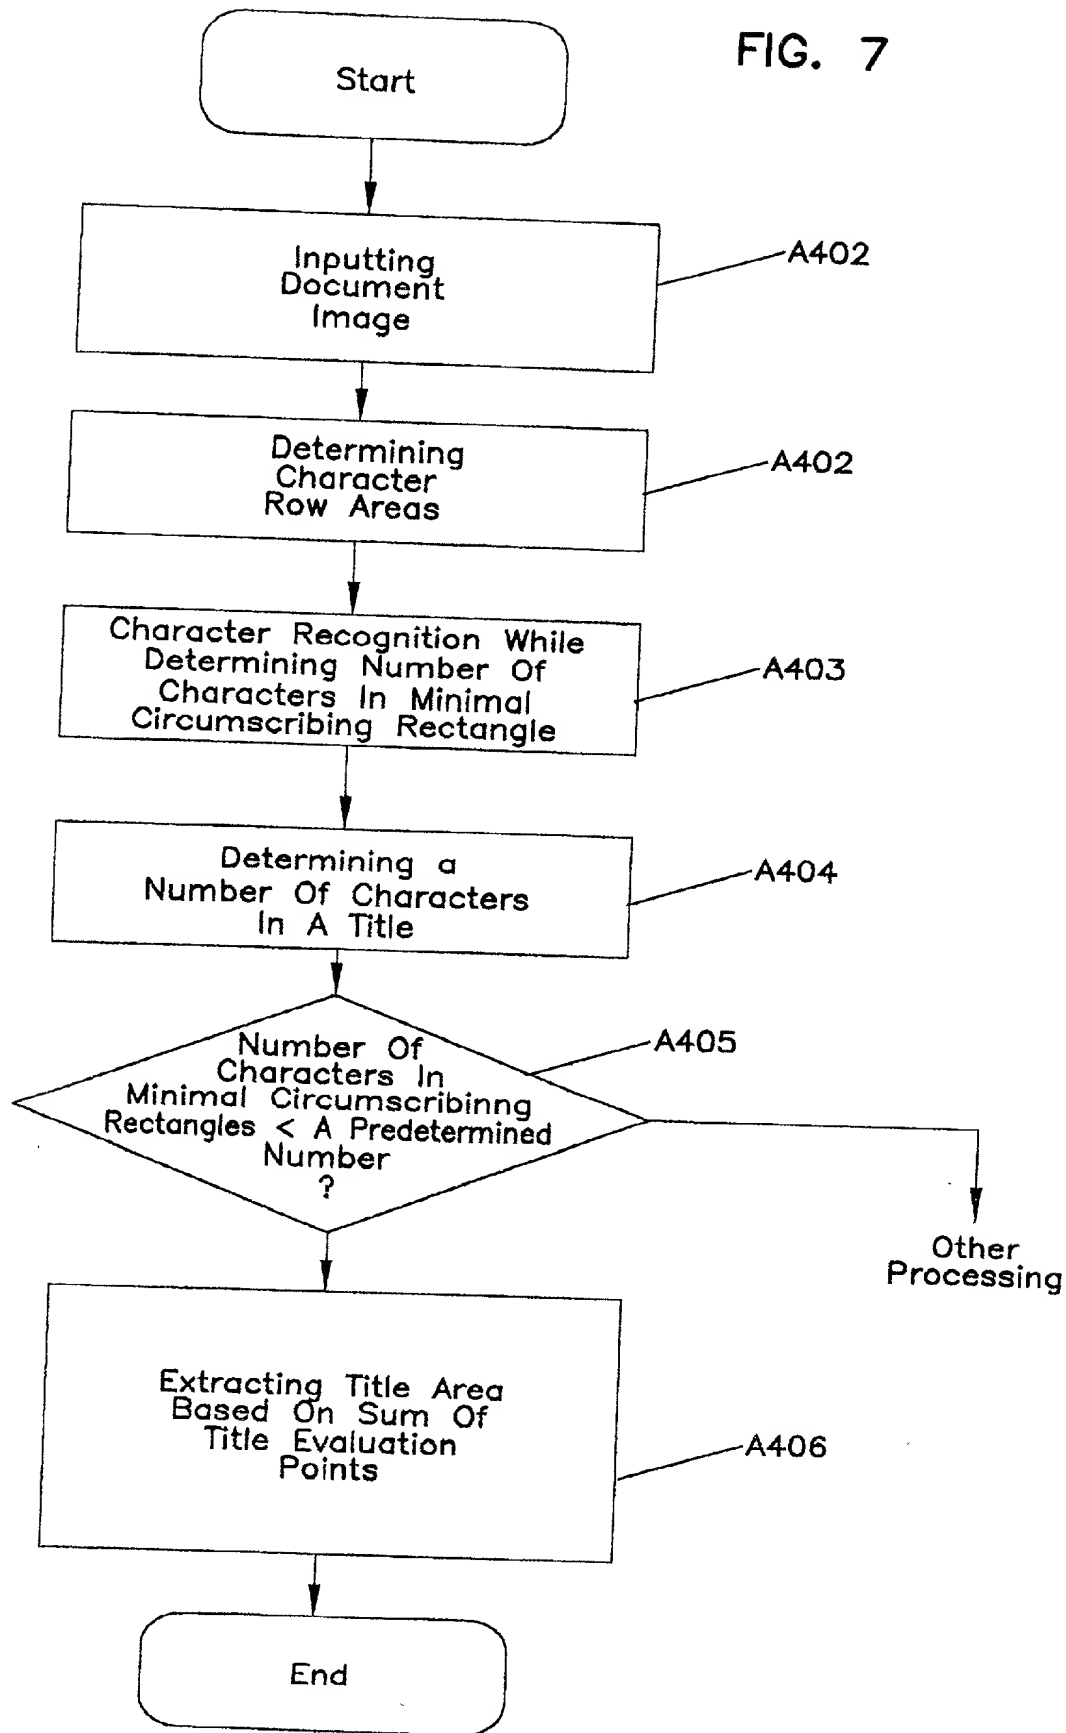 FIG. 7
Start
Inputting
Document
Image
A402
Determining
Character
Row Areas
A402
Character Recognition While
Determining Number Of
Characters In Minimal
Circumscribing Rectangle
A403
Determining a
Number Of Characters
In A Title
A404
Number Of
Characters In
Minimal Circumscribinng
Rectangles < A Predetermined
Number
?
A405
Other
Processing
Extracting Title Area
Based On Sum Of
Title Evaluation
Points
A406
End